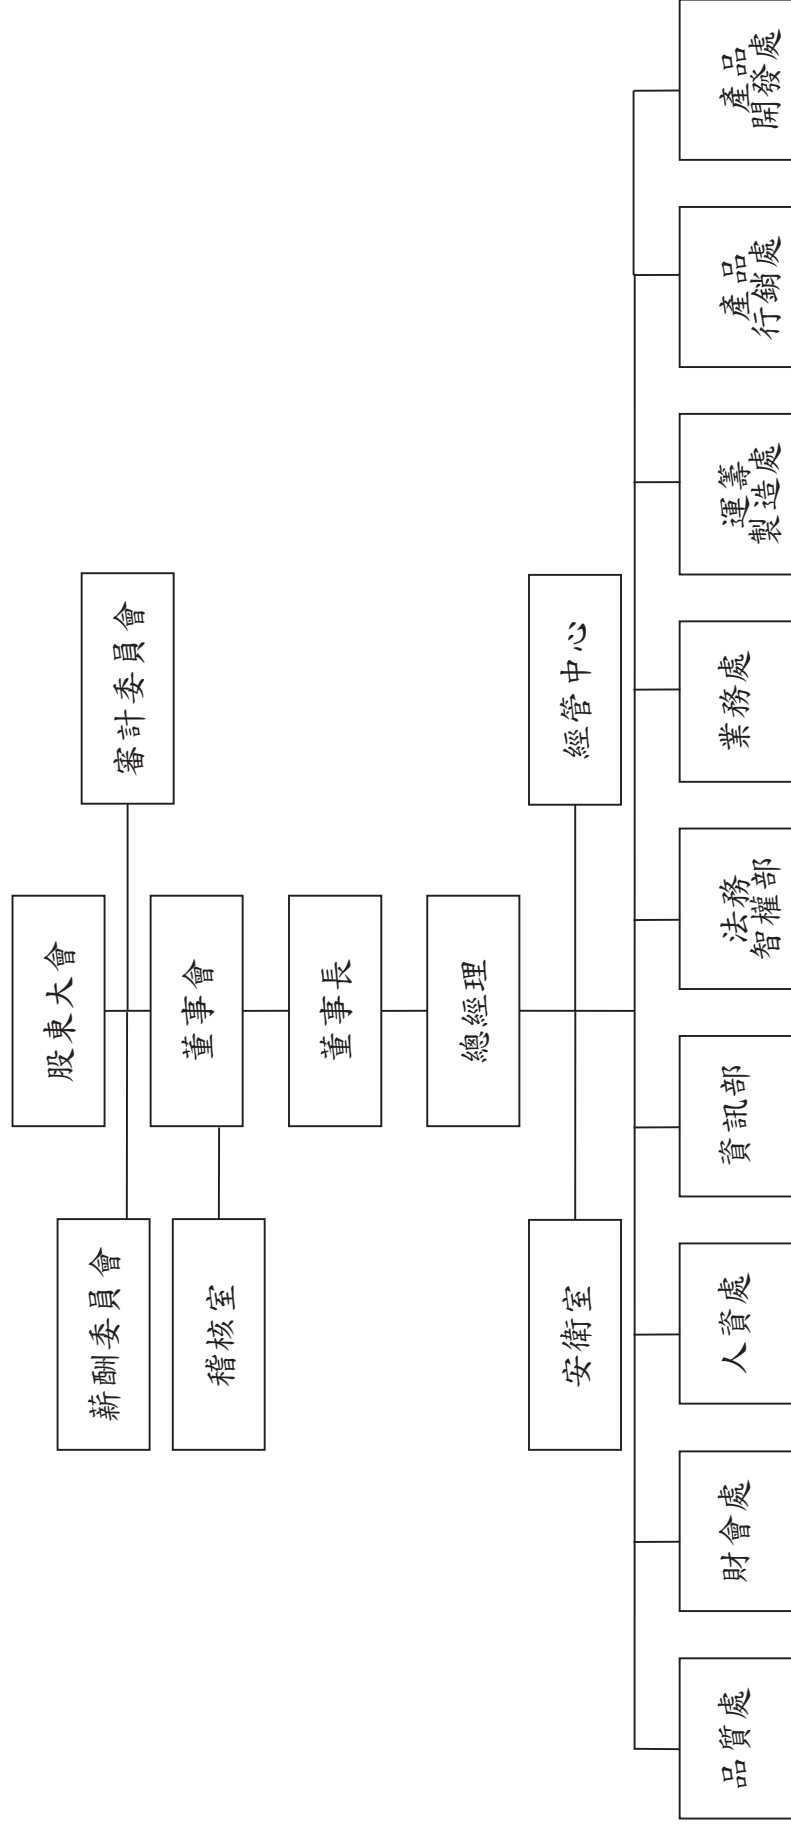 股東大會
審計委員會
薪酬委員會
董事會
稽核室
董事長
總經理
經管中心
安衛室
品質處
財會處
人資處
資訊部
法務
智權部
業務處
運籌
製造處
產品
行銷處
產品
開發處